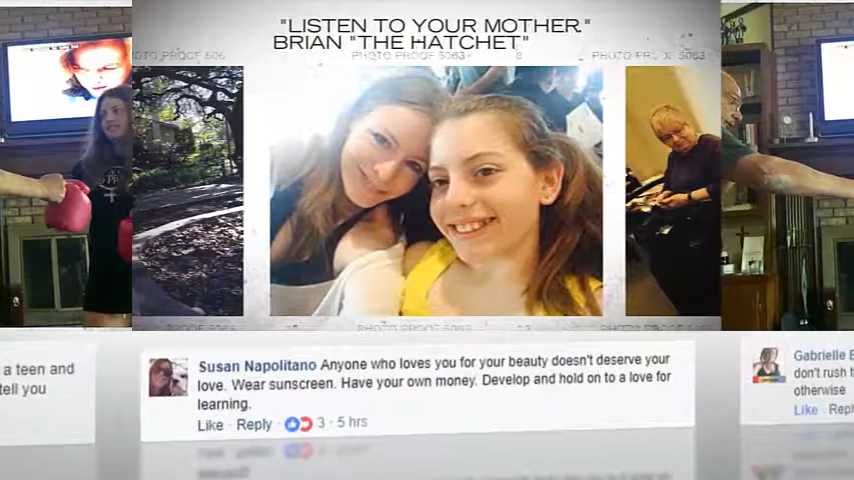 "LISTEN TO YOUR MOTHER."
BRIAN "THE HATCHET"
PHOTO PROOF 5063
a teen and
tell you
Susan Napolitano Anyone who loves you for your beauty doesn't deserve your
love. Wear sunscreen. Have your own money. Develop and hold on to a love for
learning.
Like · Reply · 3 · 5 hrs
Gabrielle
don't rush
otherwise
Like · Repl